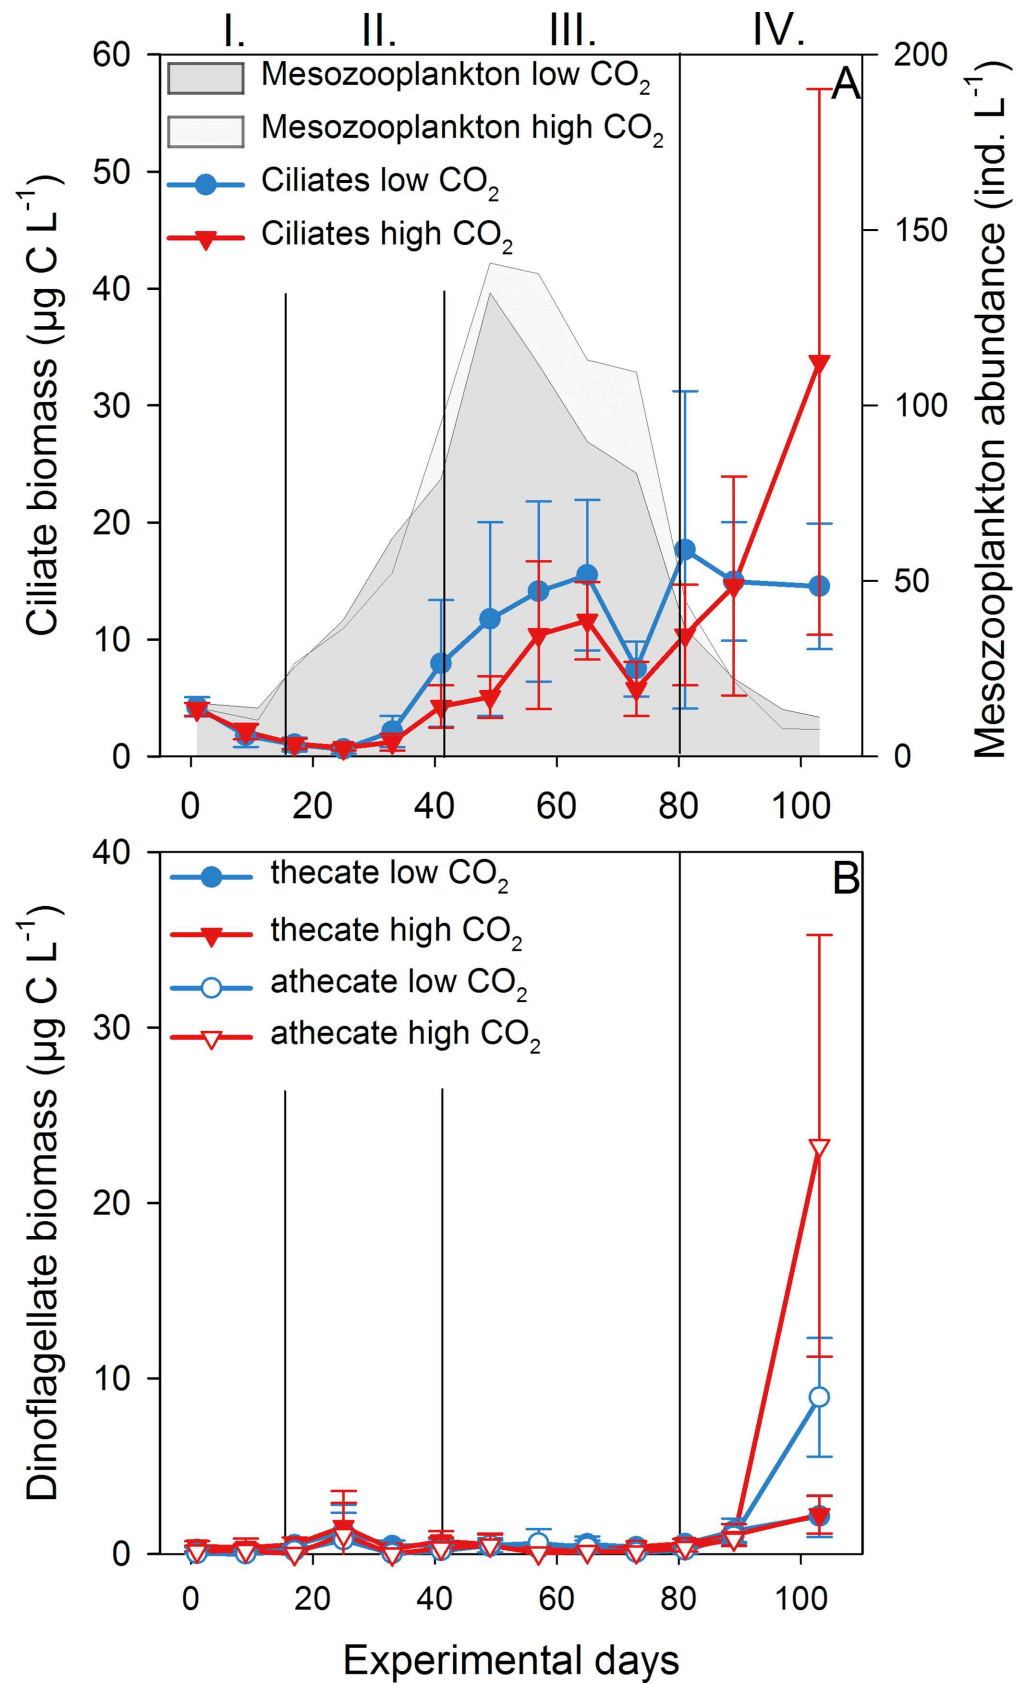 I. II. III. IV.
A
Mesozooplankton low CO₂
Mesozooplankton high CO₂
Ciliates low CO₂
Ciliates high CO₂
Ciliate biomass (µg C L⁻¹)
60
50
40
30
20
10
0
Mesozooplankton abundance (ind. L⁻¹)
200
150
100
50
0
0 20 40 60 80 100
B
thecate low CO₂
thecate high CO₂
athecate low CO₂
athecate high CO₂
Dinoflagellate biomass (µg C L⁻¹)
40
30
20
10
0
0 20 40 60 80 100
Experimental days